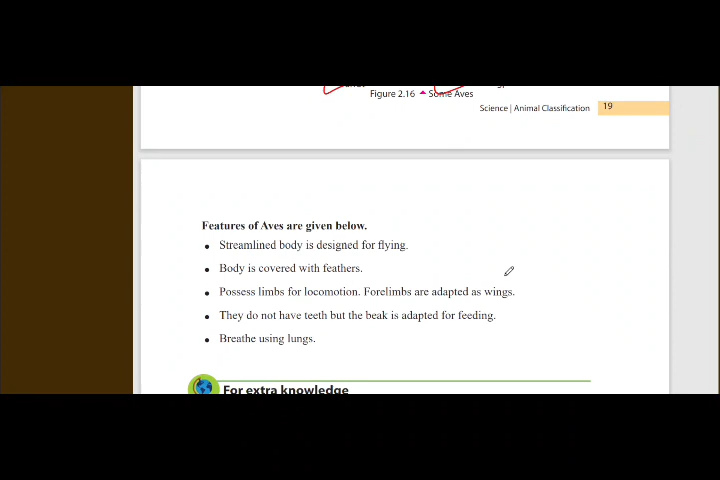 Figure 2.16 ▲ Some Aves
Science | Animal Classification 19
Features of Aves are given below.
• Streamlined body is designed for flying.
• Body is covered with feathers.
• Possess limbs for locomotion. Forelimbs are adapted as wings.
• They do not have teeth but the beak is adapted for feeding.
• Breathe using lungs.
For extra knowledge